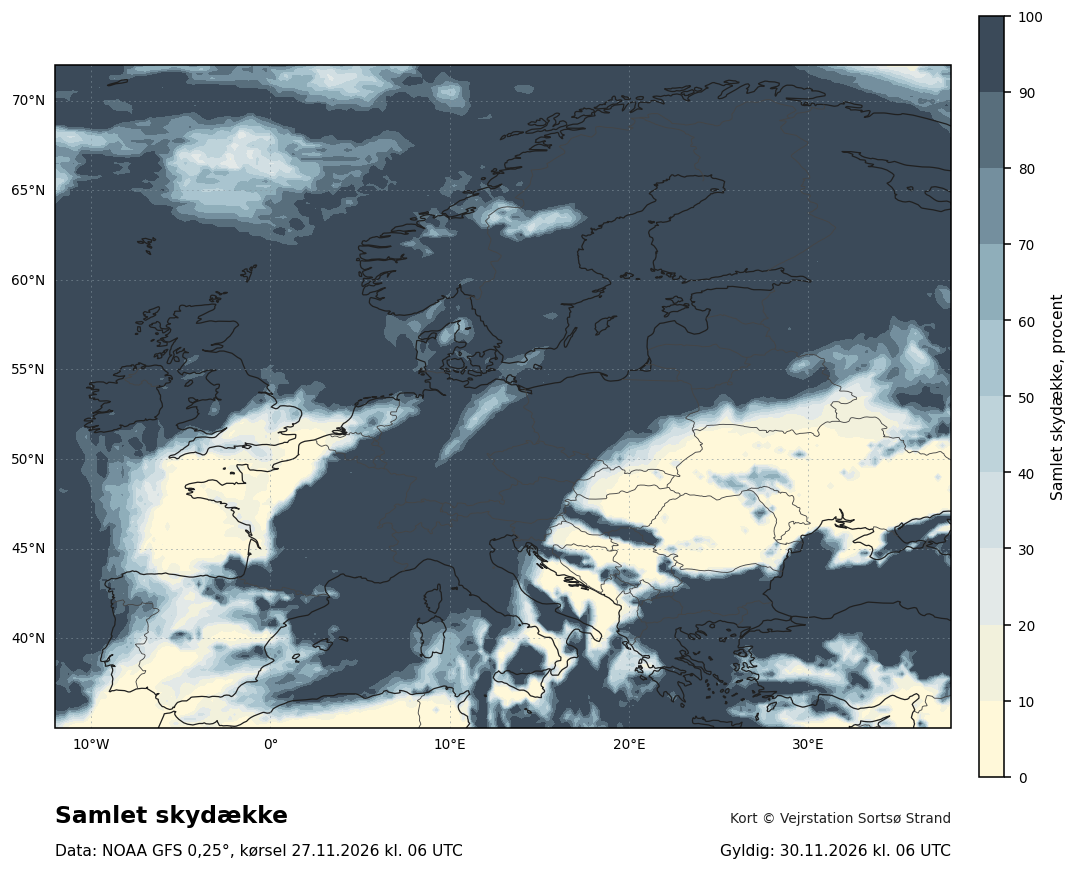 70°N
65°N
60°N
55°N
50°N
45°N
40°N
10°W
0°
10°E
20°E
30°E
100
90
80
70
60
50
40
30
20
10
0
Samlet skydække, procent
Samlet skydække
Kort © Vejrstation Sortsø Strand
Data: NOAA GFS 0,25°, kørsel 27.11.2026 kl. 06 UTC
Gyldig: 30.11.2026 kl. 06 UTC